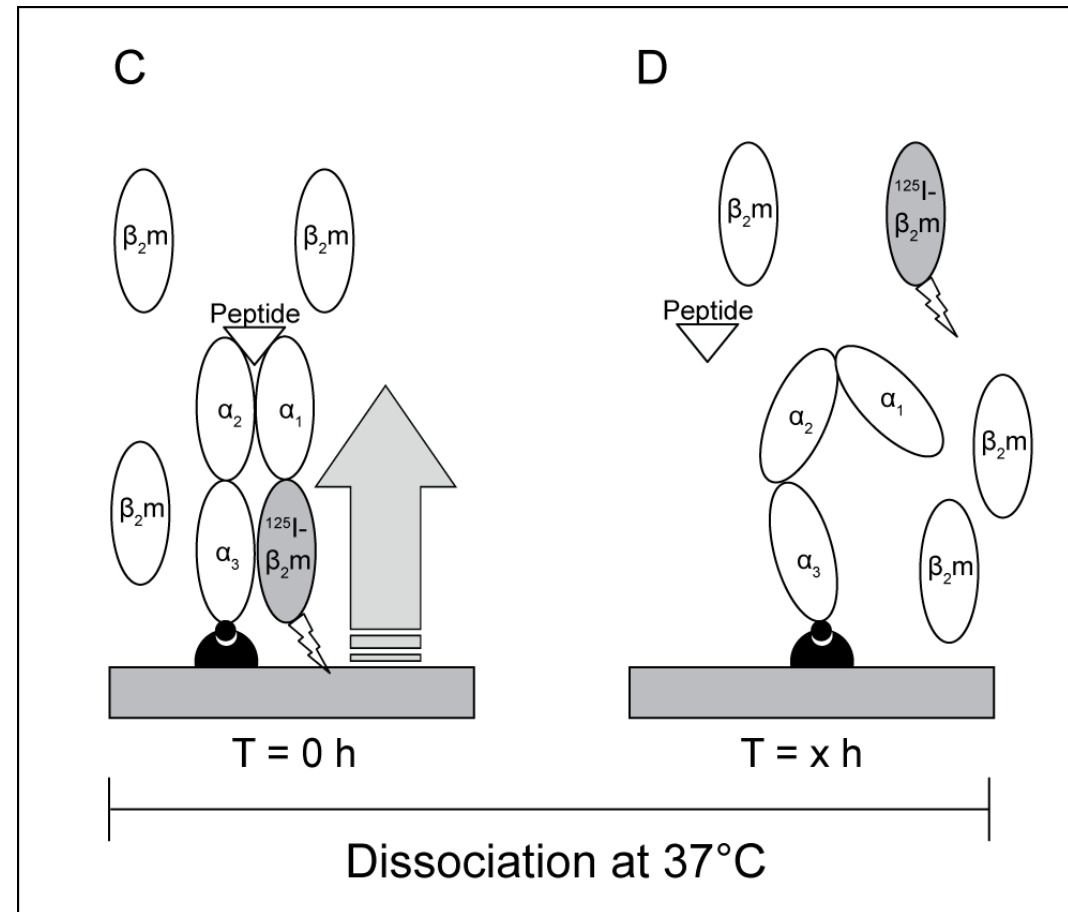 C
D
β₂m
β₂m
Peptide
α₂
α₁
β₂m
α₃
¹²⁵I-
β₂m
T = 0 h
β₂m
¹²⁵I-
β₂m
Peptide
α₂
α₁
β₂m
α₃
β₂m
T = x h
Dissociation at 37°C